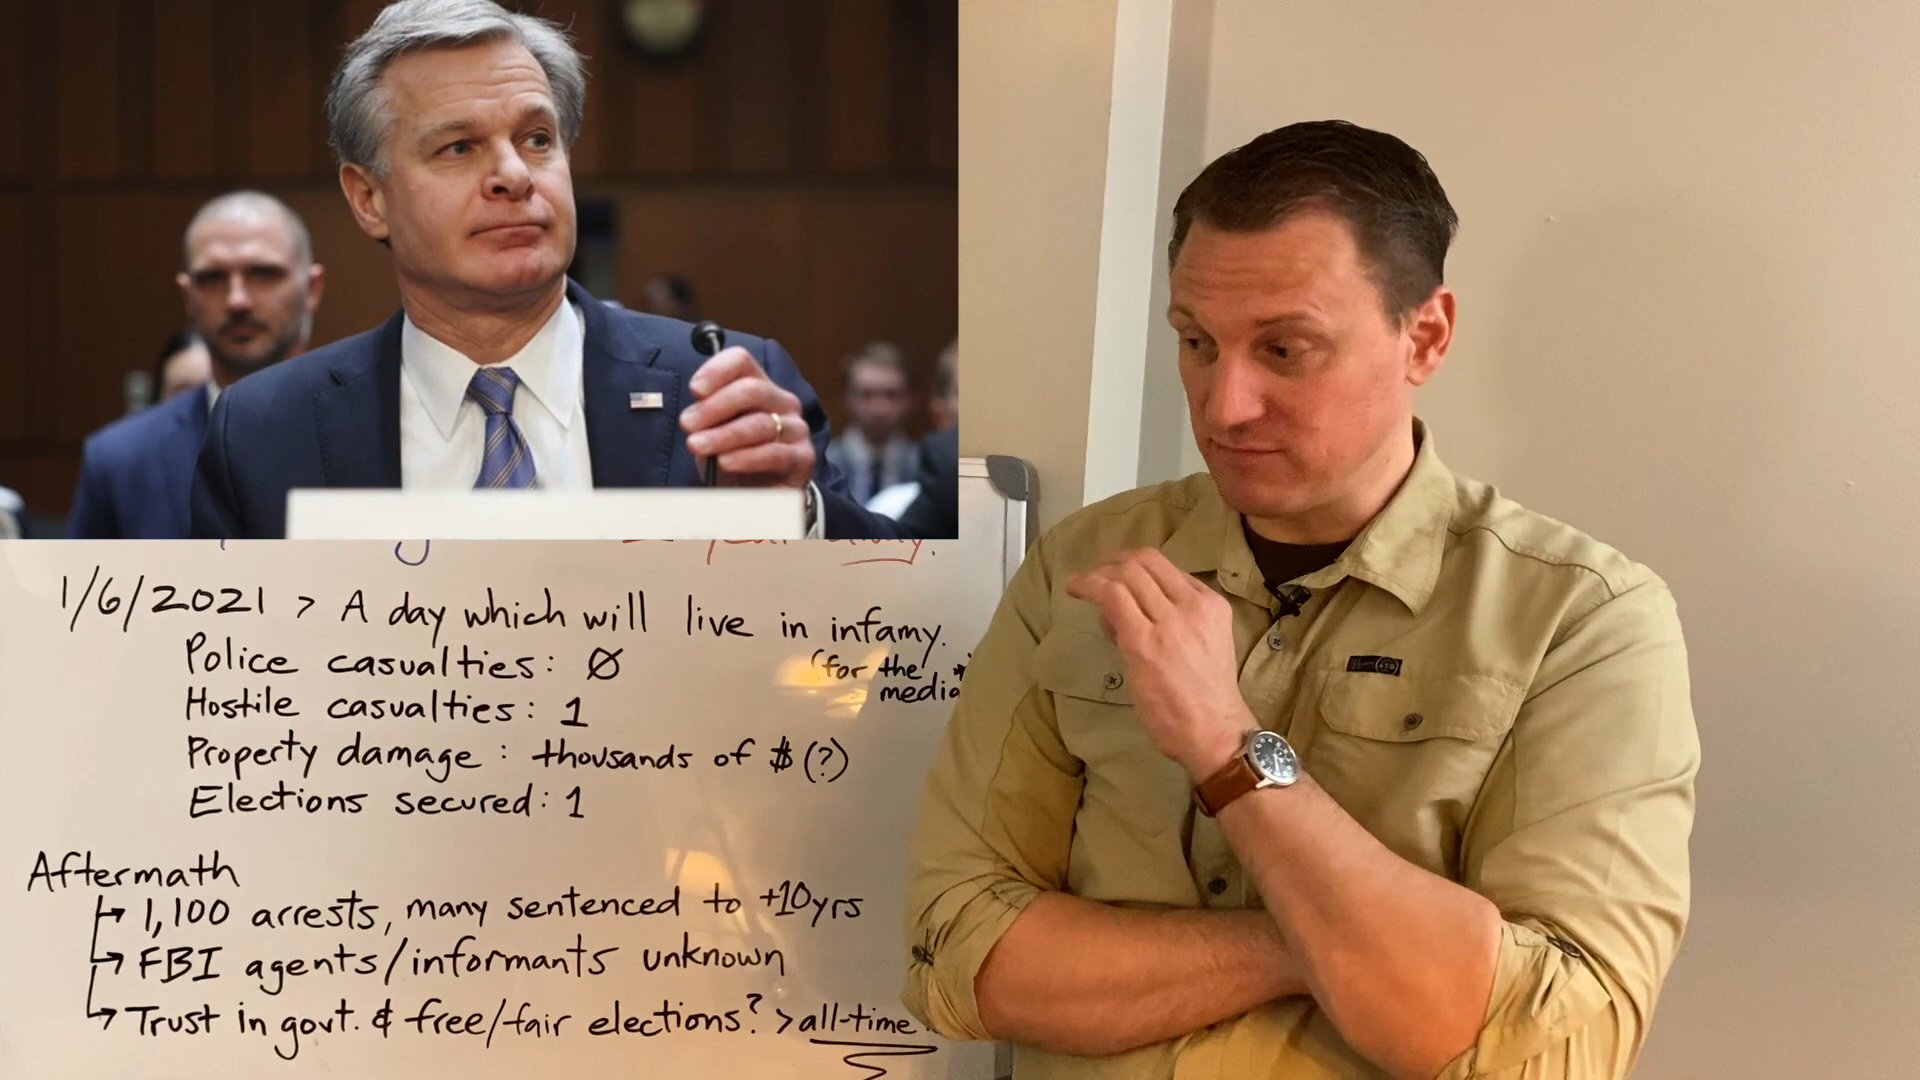 1/6/2021 > A day which will live in infamy.
(for the
media
Police casualties: Ø
Hostile casualties: 1
Property damage: thousands of $ (?)
Elections secured: 1
Aftermath
↳ 1,100 arrests, many sentenced to +10yrs
↳ FBI agents/informants unknown
↳ Trust in govt. & free/fair elections? > all-time